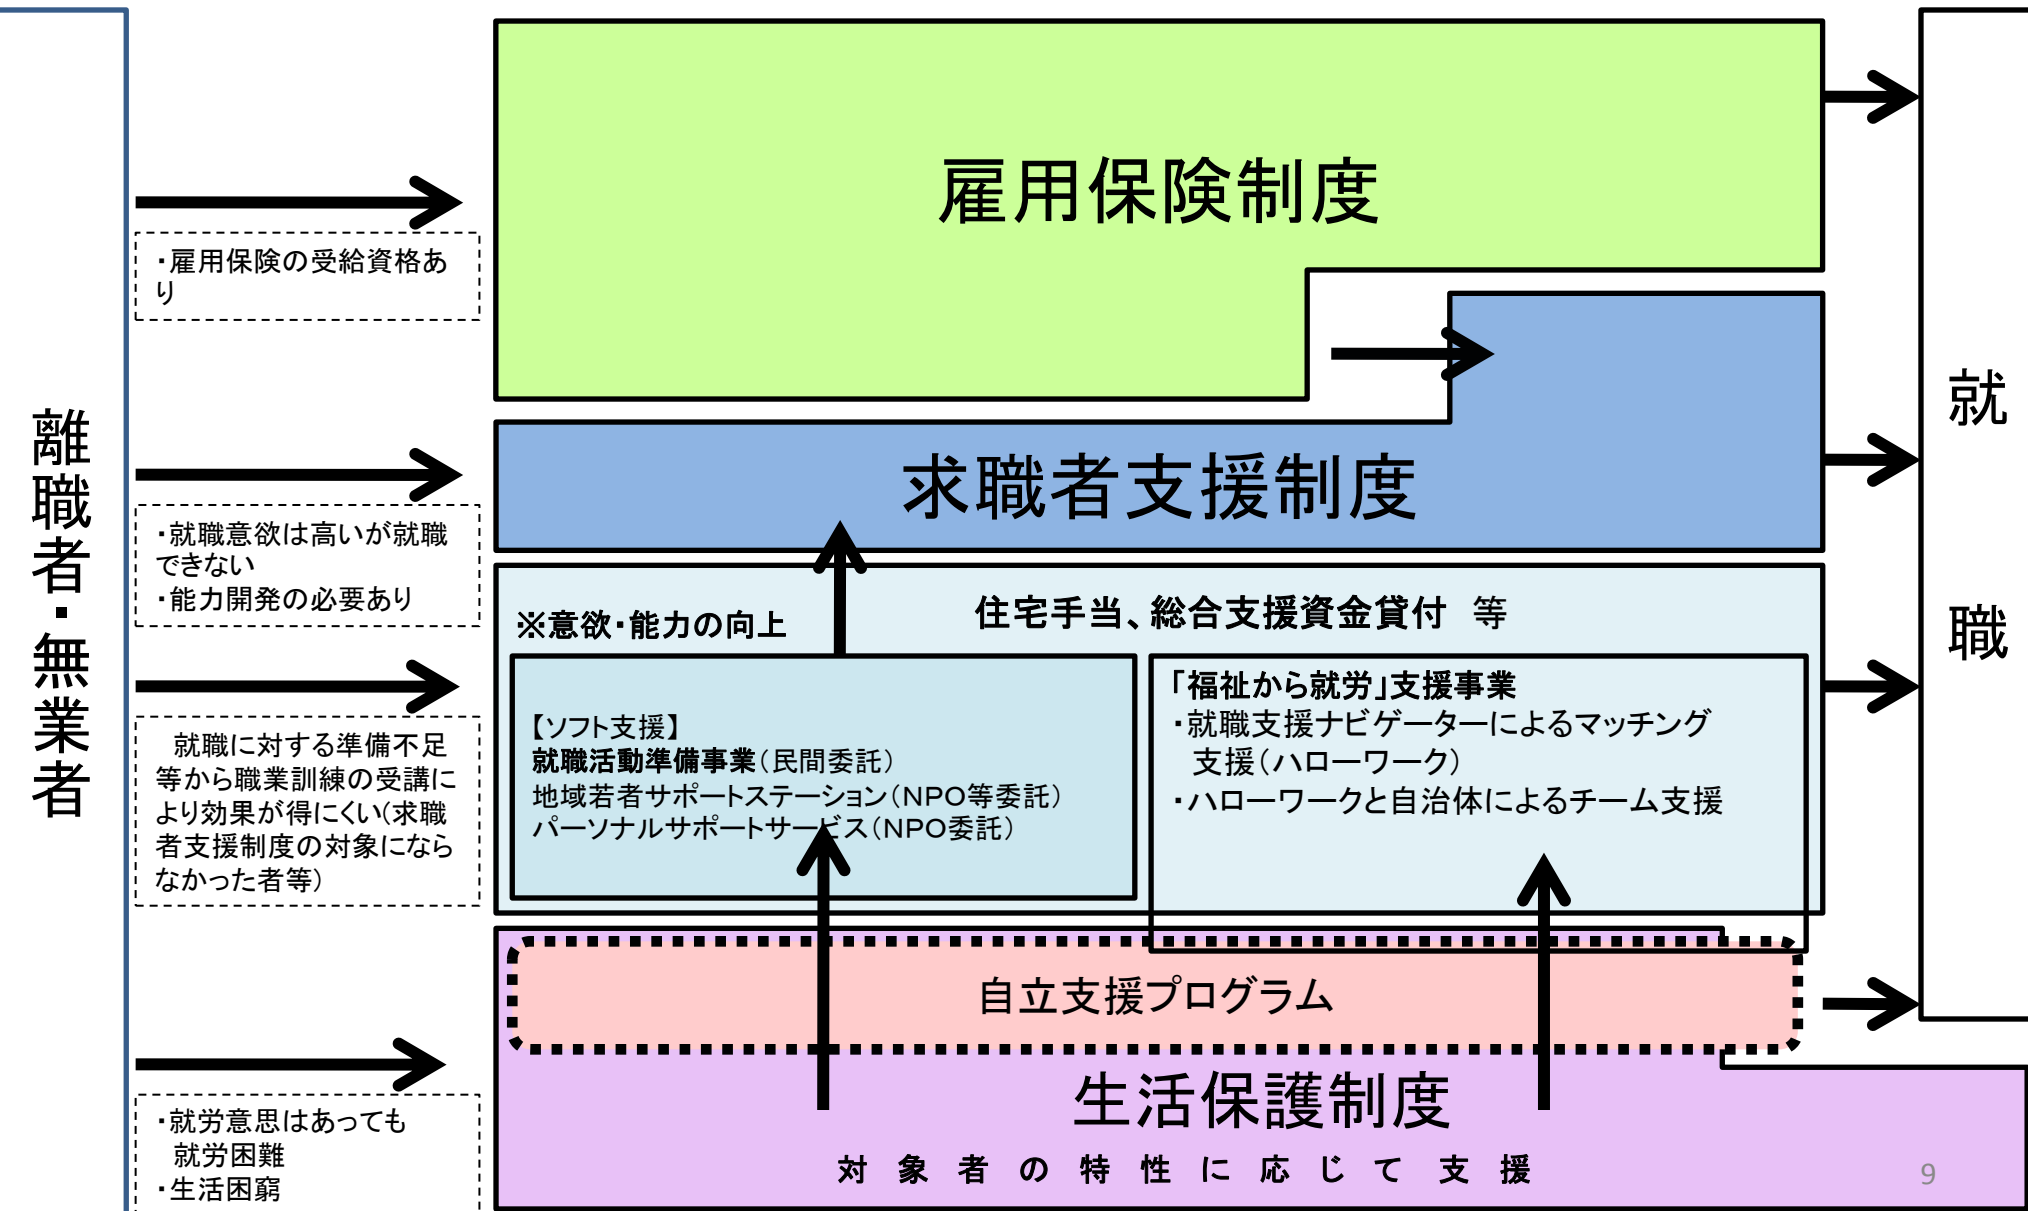 離職者・無業者
・雇用保険の受給資格あ
り
・就職意欲は高いが就職
できない
・能力開発の必要あり
就職に対する準備不足
等から職業訓練の受講に
より効果が得にくい(求職
者支援制度の対象になら
なかった者等)
・就労意思はあっても
就労困難
・生活困窮
雇用保険制度
求職者支援制度
※意欲・能力の向上
住宅手当、総合支援資金貸付　等
【ソフト支援】
就職活動準備事業(民間委託)
地域若者サポートステーション(NPO等委託)
パーソナルサポートサービス(NPO委託)
「福祉から就労」支援事業
・就職支援ナビゲーターによるマッチング
支援(ハローワーク)
・ハローワークと自治体によるチーム支援
自立支援プログラム
生活保護制度
対象者の特性に応じて支援
就職
9